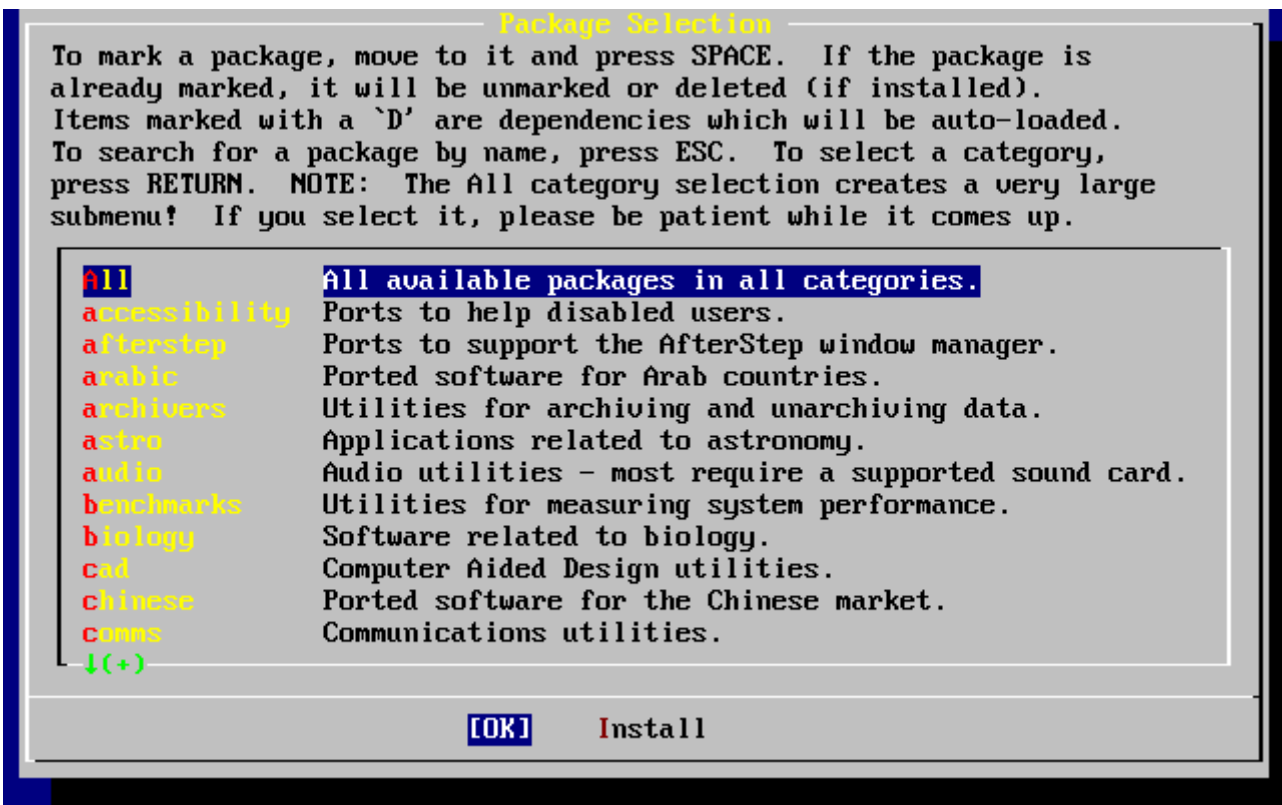 Package Selection
To mark a package, move to it and press SPACE.  If the package is
already marked, it will be unmarked or deleted (if installed).
Items marked with a `D' are dependencies which will be auto-loaded.
To search for a package by name, press ESC.  To select a category,
press RETURN.  NOTE:  The All category selection creates a very large
submenu!  If you select it, please be patient while it comes up.
All All available packages in all categories.
accessibility Ports to help disabled users.
afterstep Ports to support the AfterStep window manager.
arabic Ported software for Arab countries.
archivers Utilities for archiving and unarchiving data.
astro Applications related to astronomy.
audio Audio utilities - most require a supported sound card.
benchmarks Utilities for measuring system performance.
biology Software related to biology.
cad Computer Aided Design utilities.
chinese Ported software for the Chinese market.
comms Communications utilities.
↓(+)
[OK] Install